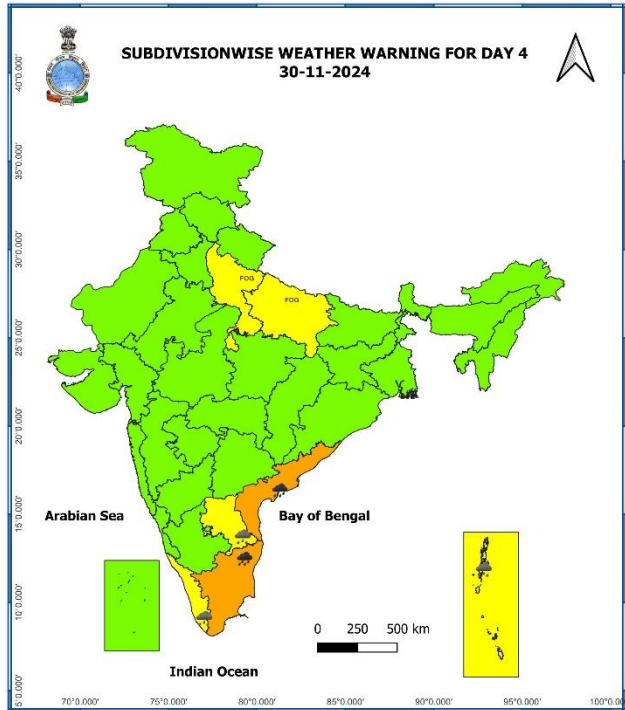 SUBDIVISIONWISE WEATHER WARNING FOR DAY 4
30-11-2024
40°0.000'
35°0.000'
30°0.000'
25°0.000'
20°0.000'
15°0.000'
10°0.000'
5°0.000'
FOG
FOG
Arabian Sea
Bay of Bengal
0 250 500 km
Indian Ocean
70°0.000' 75°0.000' 80°0.000' 85°0.000' 90°0.000' 95°0.000' 100°0.00